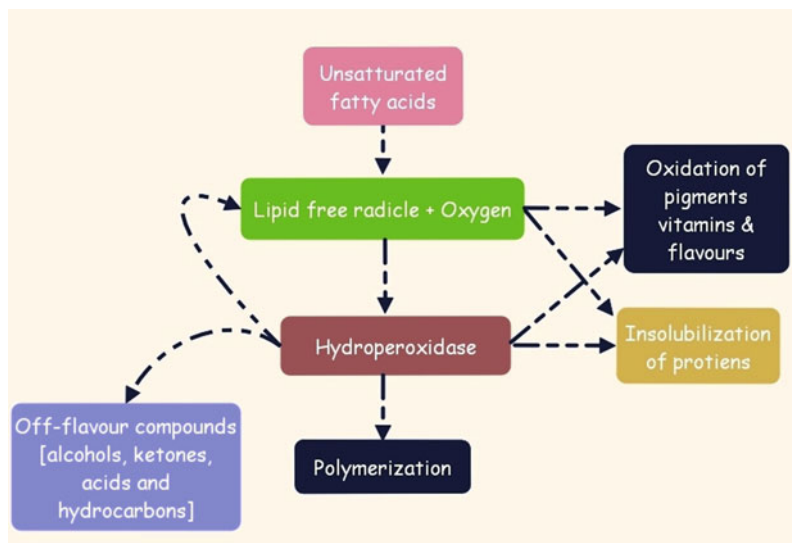 Unsatturated
fatty acids
Lipid free radicle + Oxygen
Oxidation of
pigments
vitamins &
flavours
Hydroperoxidase
Insolubilization
of protiens
Off-flavour compounds
[alcohols, ketones,
acids and
hydrocarbons]
Polymerization